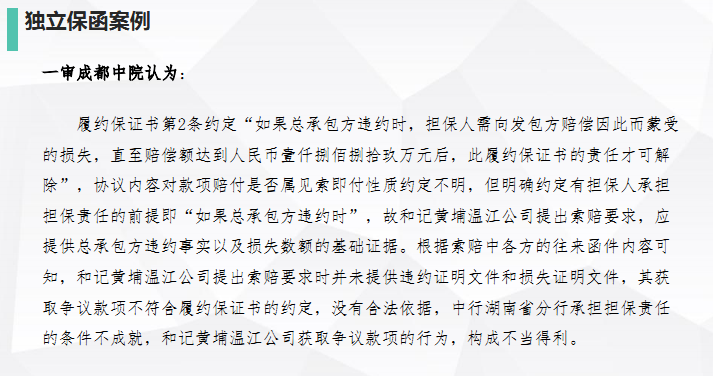 独立保函案例
一审成都中院认为：
履约保证书第2条约定“如果总承包方违约时，担保人需向发包方赔偿因此而蒙受
的损失，直至赔偿额达到人民币壹仟捌佰捌拾玖万元后，此履约保证书的责任才可解
除”，协议内容对款项赔付是否属见索即付性质约定不明，但明确约定有担保人承担
担保责任的前提即“如果总承包方违约时”，故和记黄埔温江公司提出索赔要求，应
提供总承包方违约事实以及损失数额的基础证据。根据索赔中各方的往来函件内容可
知，和记黄埔温江公司提出索赔要求时并未提供违约证明文件和损失证明文件，其获
取争议款项不符合履约保证书的约定，没有合法依据，中行湖南省分行承担担保责任
的条件不成就，和记黄埔温江公司获取争议款项的行为，构成不当得利。